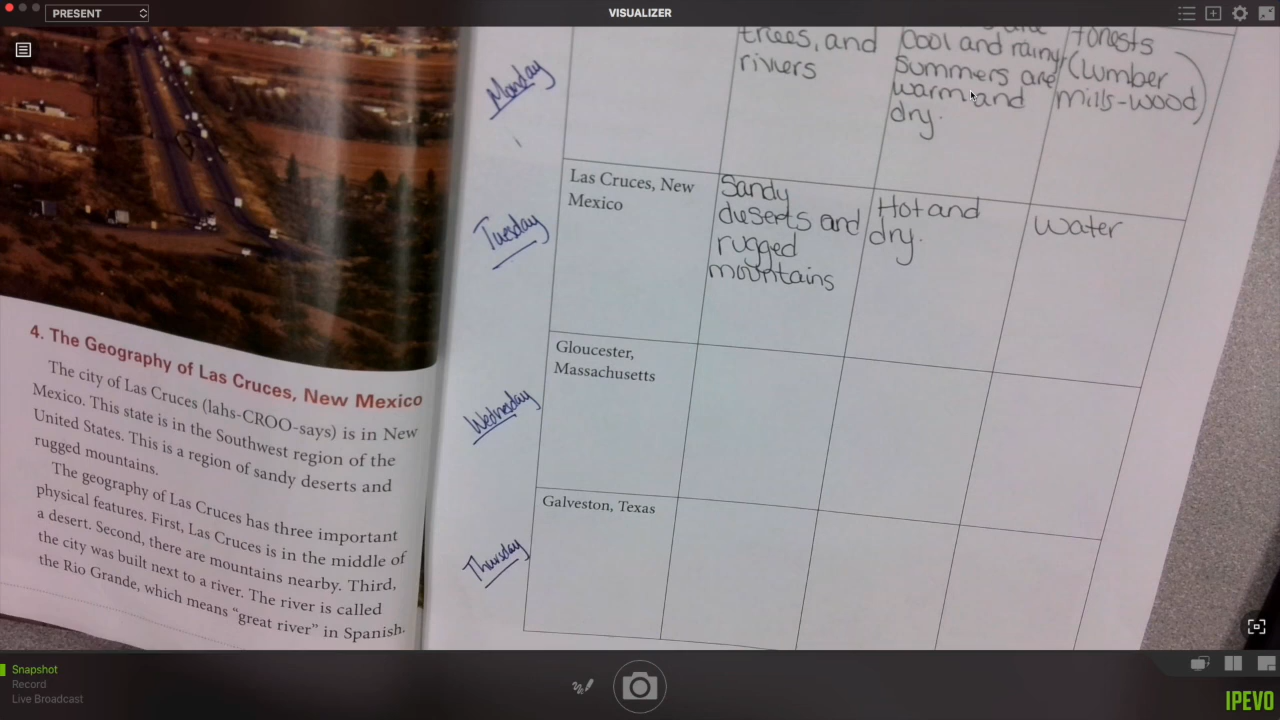 PRESENT
VISUALIZER
4. The Geography of Las Cruces, New Mexico
The city of Las Cruces (lahs-CROO-says) is in New
Mexico. This state is in the Southwest region of the
United States. This is a region of sandy deserts and
rugged mountains.
The geography of Las Cruces has three important
physical features. First, Las Cruces is in the middle of
a desert. Second, there are mountains nearby. Third,
the city was built next to a river. The river is called
the Rio Grande, which means “great river” in Spanish.
Monday
trees, and
rivers
cool and rainy
summers are
warm and
dry.
forests
(lumber
mills-wood)
Tuesday
Las Cruces, New
Mexico
Sandy
deserts and
rugged
mountains
Hot and
dry.
Water
Wednesday
Gloucester,
Massachusetts
Thursday
Galveston, Texas
Snapshot
Record
Live Broadcast
IPEVO